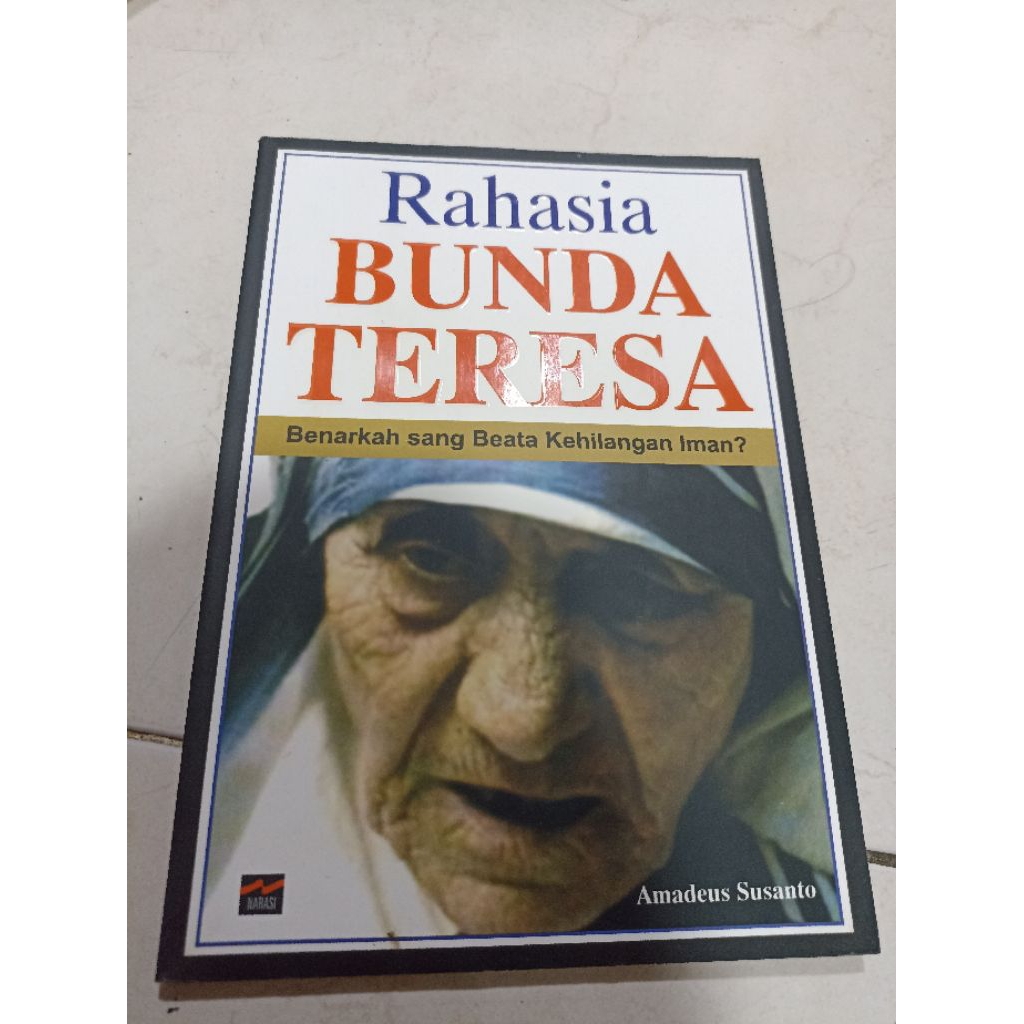 Rahasia
BUNDA
TERESA
Benarkah sang Beata Kehilangan Iman?
Amadeus Susanto
NARASI